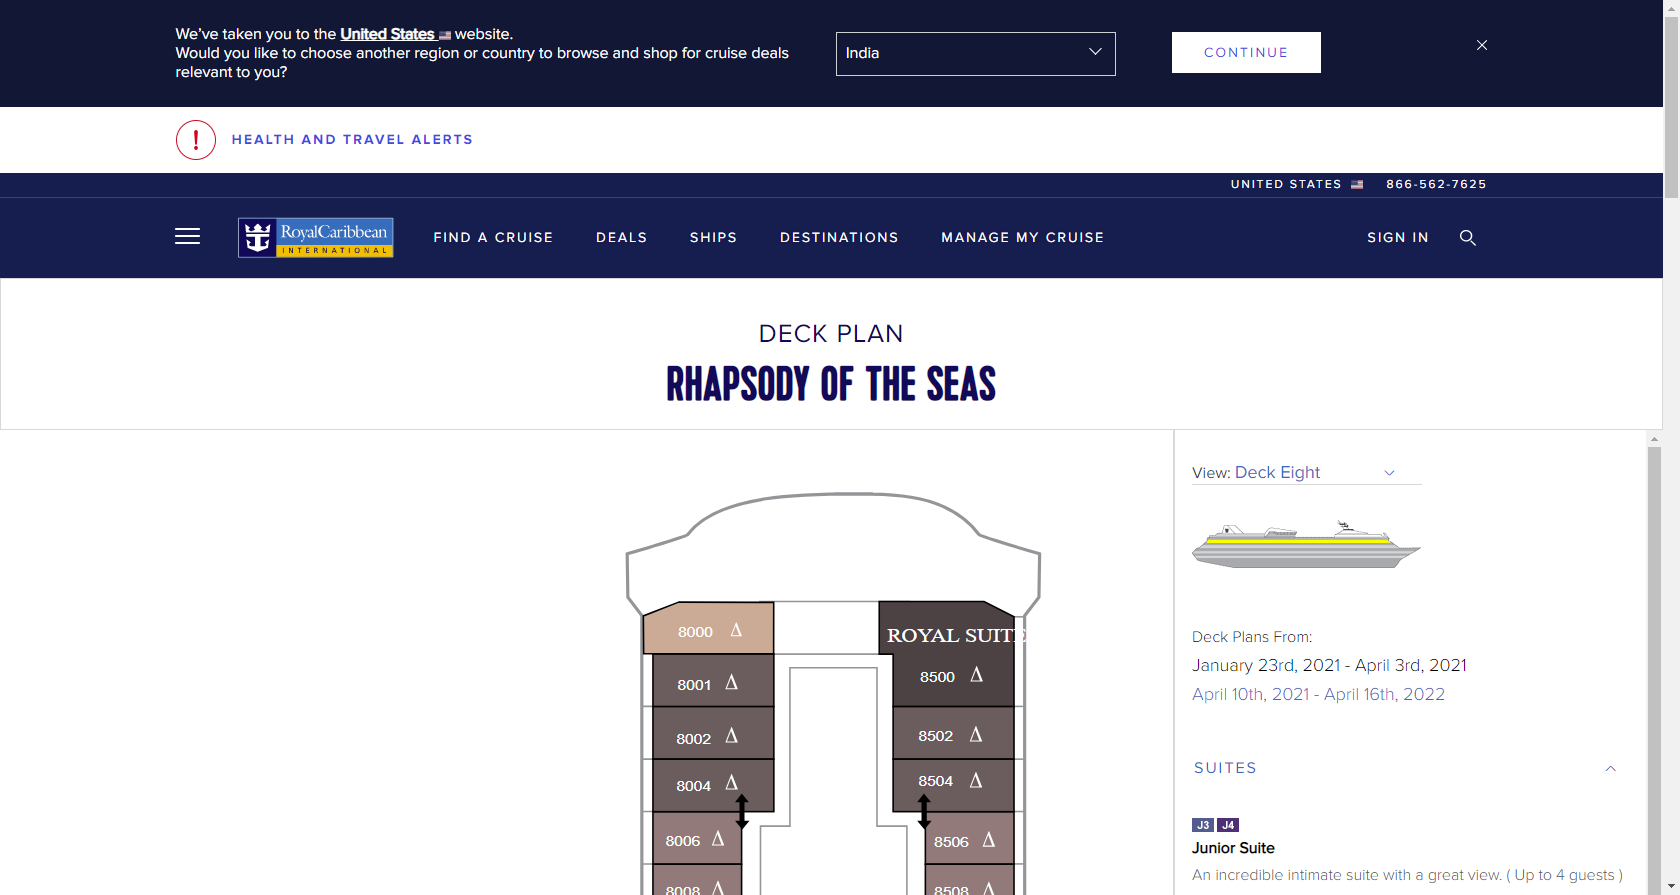 We've taken you to the United States website.
Would you like to choose another region or country to browse and shop for cruise deals
relevant to you?
India
CONTINUE
HEALTH AND TRAVEL ALERTS
UNITED STATES 866-562-7625
RoyalCaribbean
INTERNATIONAL
FIND A CRUISE DEALS SHIPS DESTINATIONS MANAGE MY CRUISE SIGN IN
DECK PLAN
RHAPSODY OF THE SEAS
8000
8001
8002
8004
8006
8008
ROYAL SUITE
8500
8502
8504
8506
8508
View: Deck Eight
Deck Plans From:
January 23rd, 2021 - April 3rd, 2021
April 10th, 2021 - April 16th, 2022
SUITES
J3 J4
Junior Suite
An incredible intimate suite with a great view. ( Up to 4 guests )